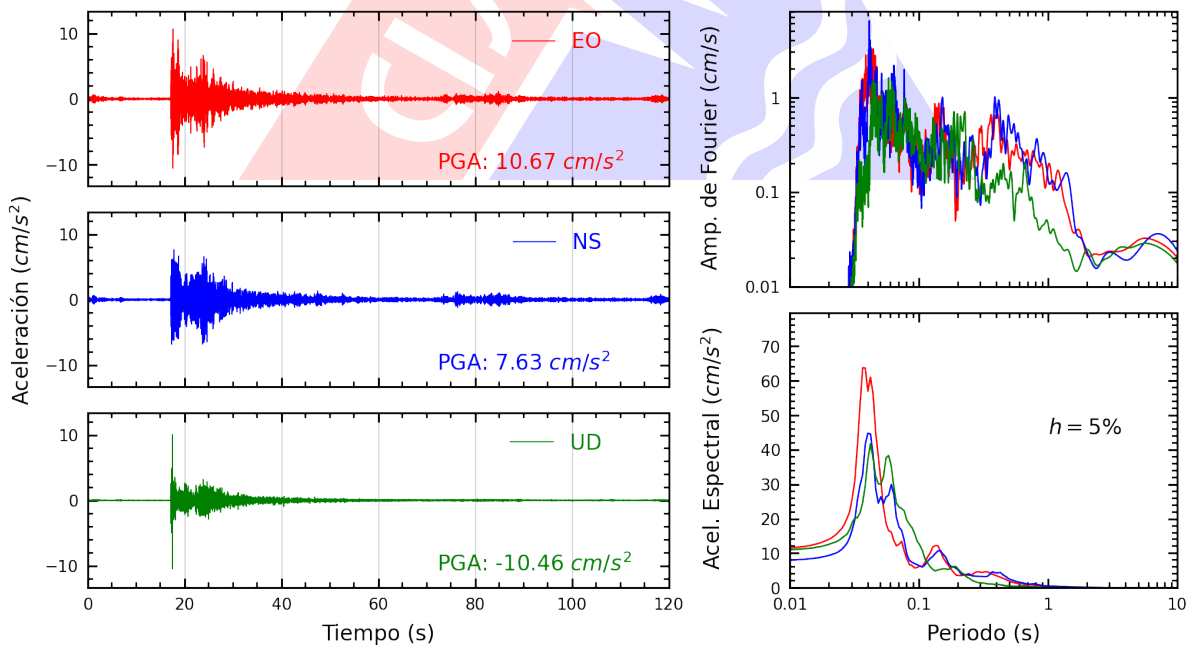 Aceleración (cm/s²)
10
0
−10
EO
PGA: 10.67 cm/s²
10
0
−10
NS
PGA: 7.63 cm/s²
10
0
−10
UD
PGA: -10.46 cm/s²
0 20 40 60 80 100 120
Tiempo (s)
Amp. de Fourier (cm/s)
1
0.1
0.01
Acel. Espectral (cm/s²)
70
60
50
40
30
20
10
0
h = 5%
0.01 0.1 1 10
Periodo (s)